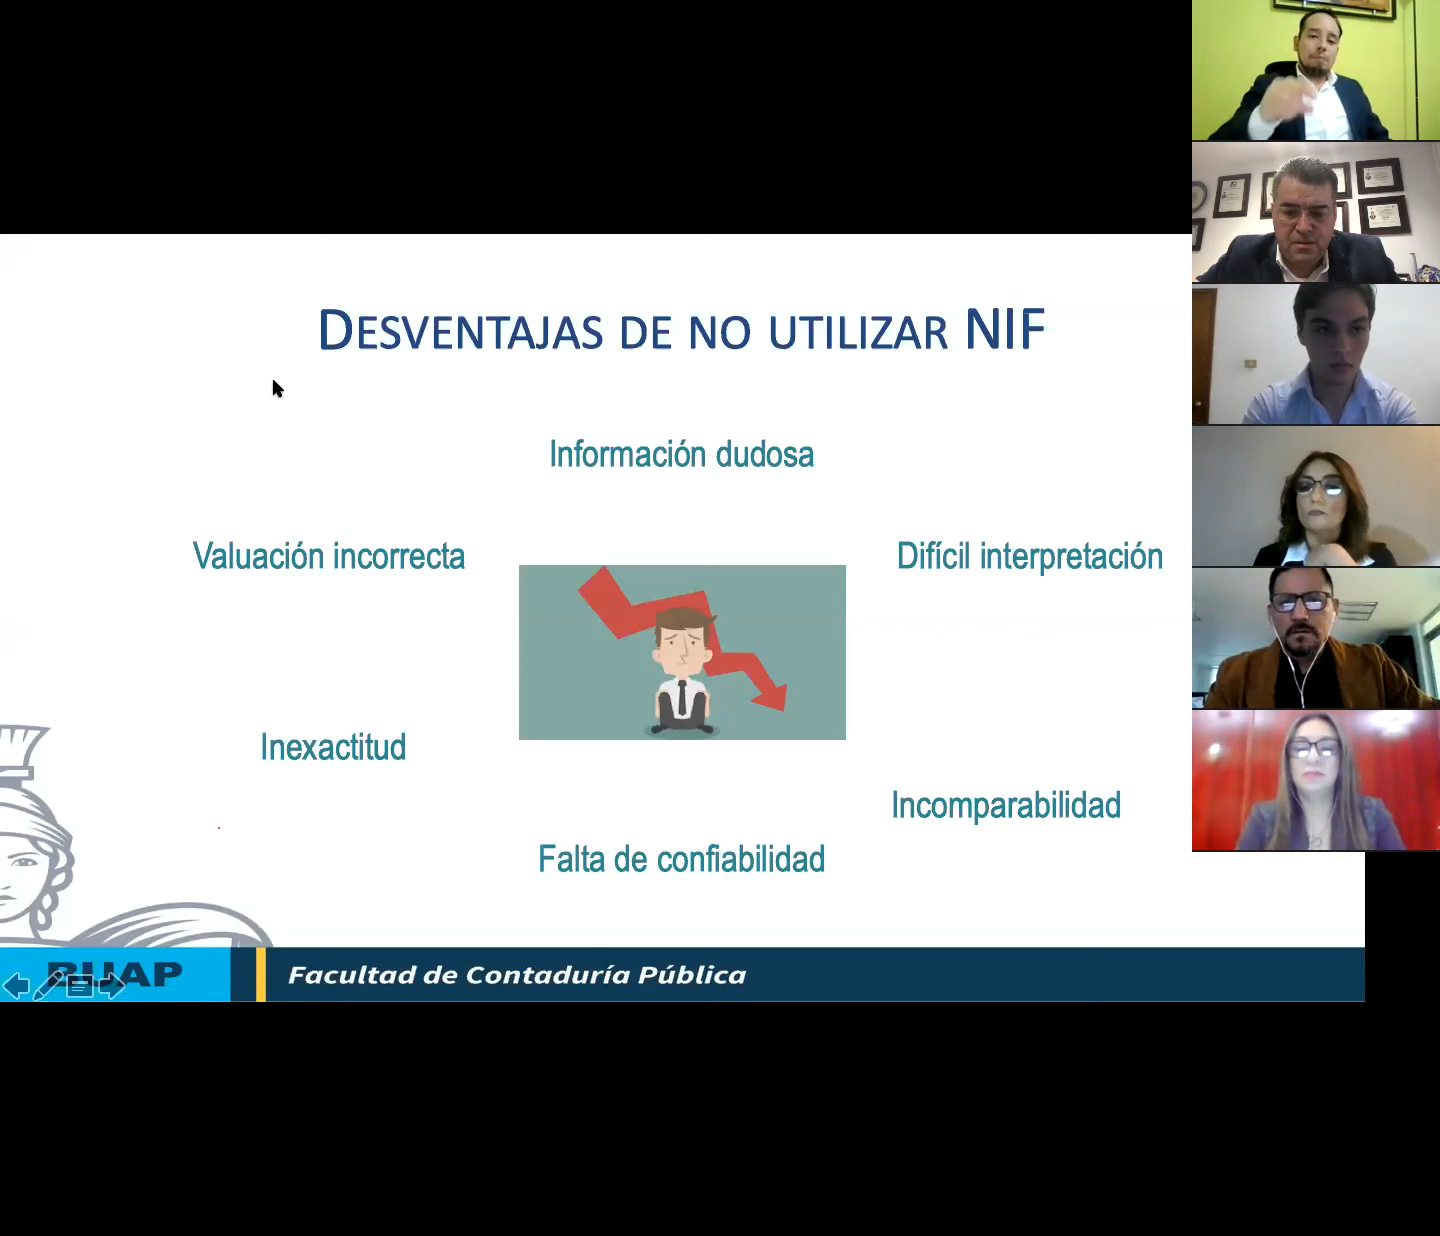 DESVENTAJAS DE NO UTILIZAR NIF
Información dudosa
Valuación incorrecta
Difícil interpretación
Inexactitud
Incomparabilidad
Falta de confiabilidad
BUAP
Facultad de Contaduría Pública